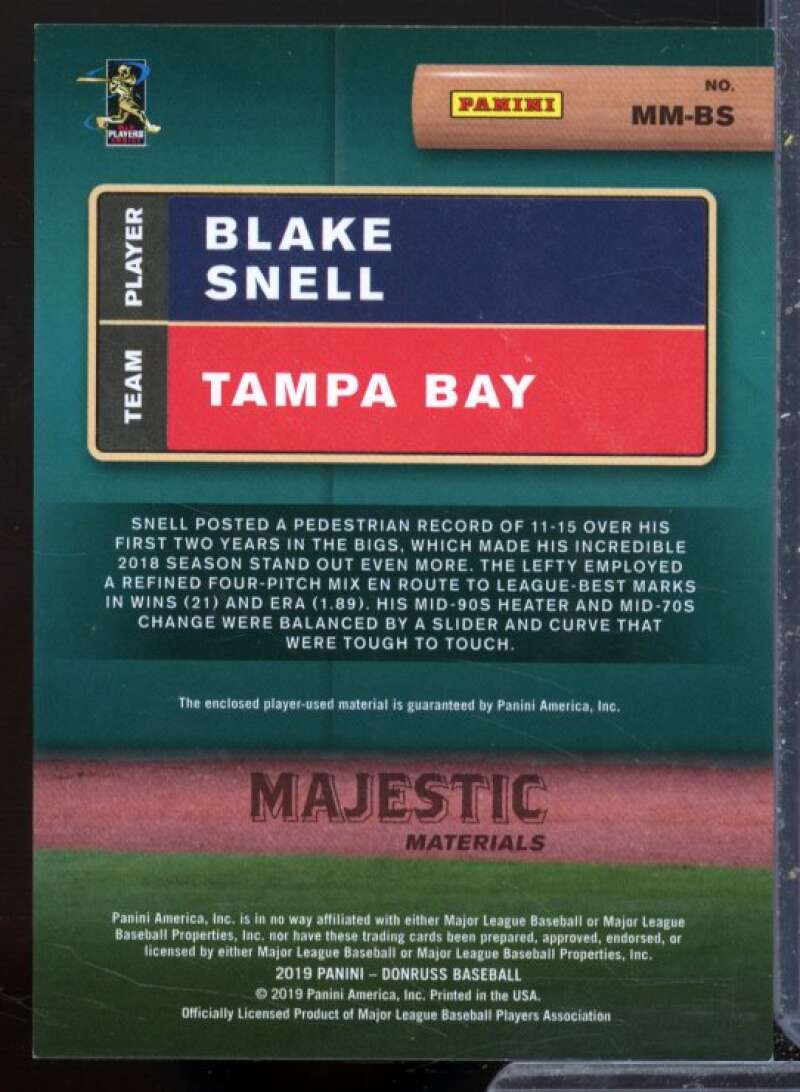 MLB
PLAYERS
CHOICE
PANINI
NO.
MM-BS
PLAYER
BLAKE
SNELL
TEAM
TAMPA BAY
SNELL POSTED A PEDESTRIAN RECORD OF 11-15 OVER HIS
FIRST TWO YEARS IN THE BIGS, WHICH MADE HIS INCREDIBLE
2018 SEASON STAND OUT EVEN MORE. THE LEFTY EMPLOYED
A REFINED FOUR-PITCH MIX EN ROUTE TO LEAGUE-BEST MARKS
IN WINS (21) AND ERA (1.89). HIS MID-90S HEATER AND MID-70S
CHANGE WERE BALANCED BY A SLIDER AND CURVE THAT
WERE TOUGH TO TOUCH.
The enclosed player-used material is guaranteed by Panini America, Inc.
MAJESTIC
MATERIALS
Panini America, Inc. is in no way affiliated with either Major League Baseball or Major League
Baseball Properties, Inc. nor have these trading cards been prepared, approved, endorsed, or
licensed by either Major League Baseball or Major League Baseball Properties, Inc.
2019 PANINI – DONRUSS BASEBALL
© 2019 Panini America, Inc. Printed in the USA.
Officially Licensed Product of Major League Baseball Players Association